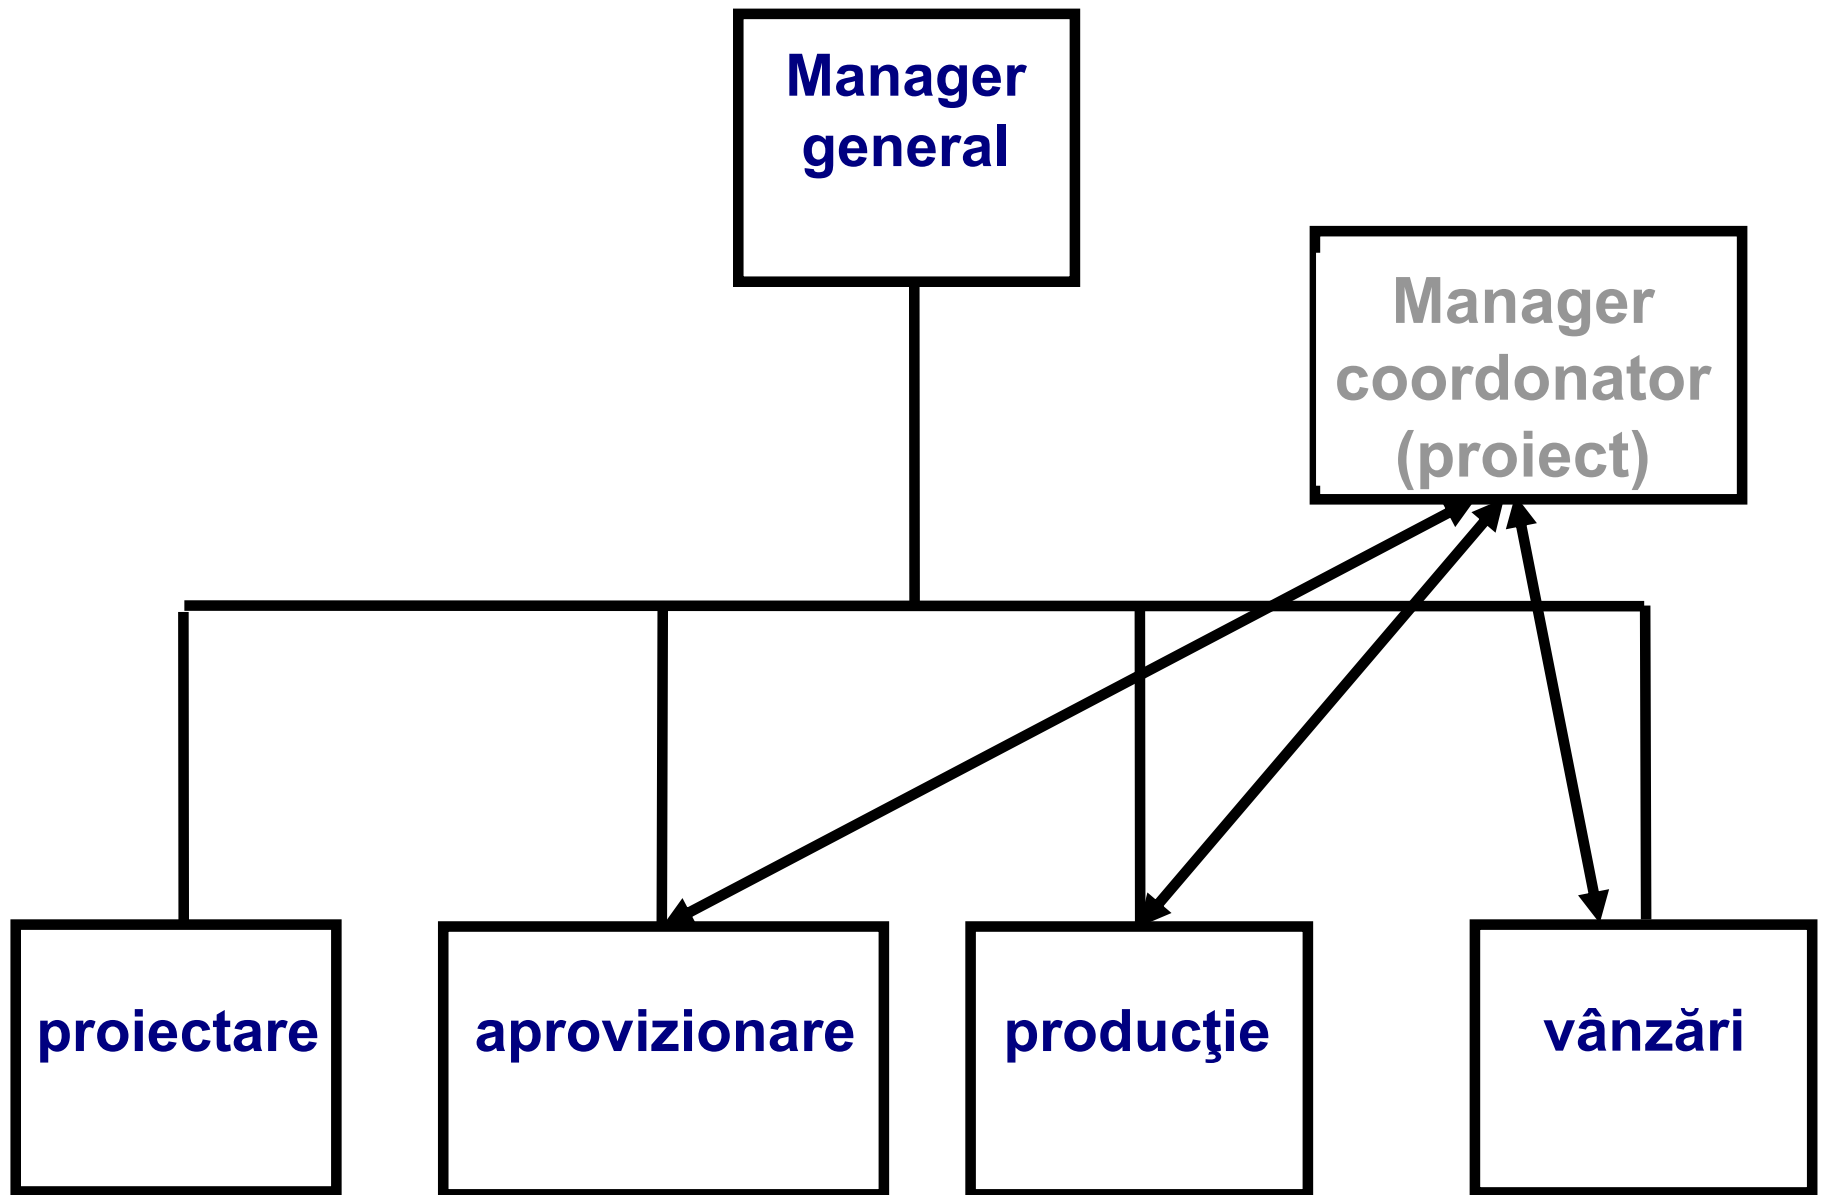 Manager
general
Manager
coordonator
(proiect)
proiectare
aprovizionare
producţie
vânzări